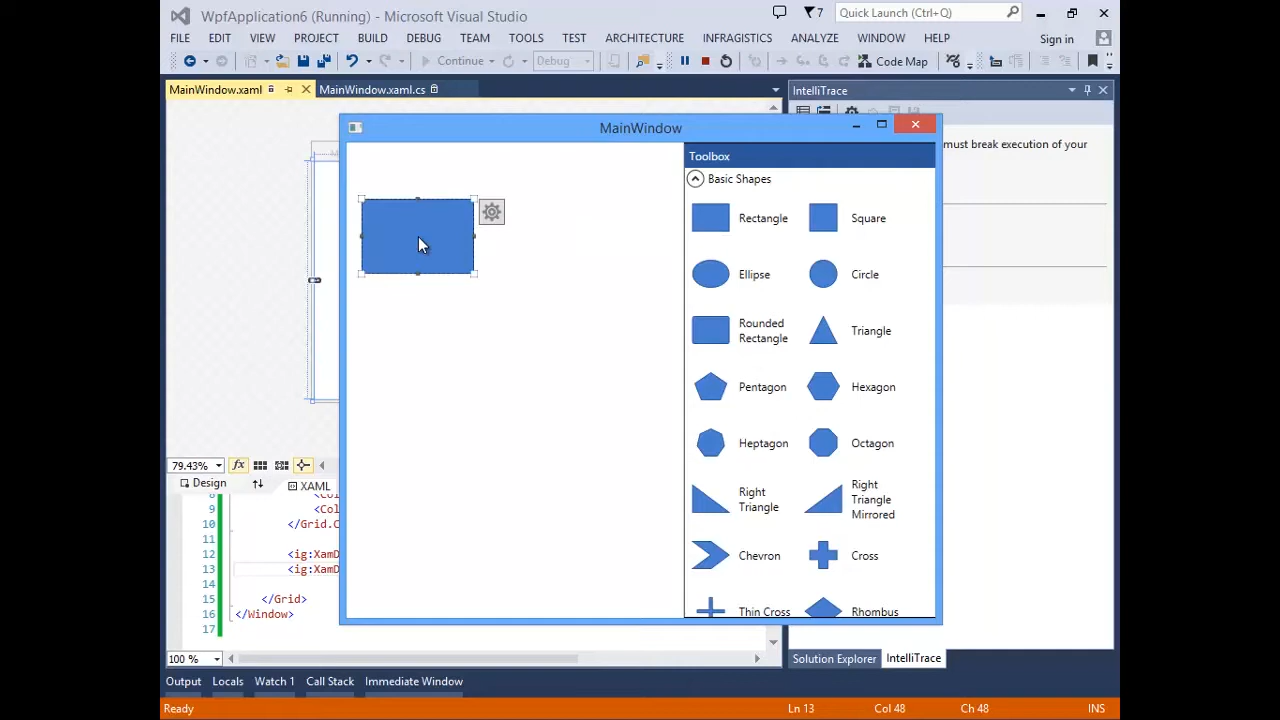 WpfApplication6 (Running) - Microsoft Visual Studio
7
Quick Launch (Ctrl+Q)
FILE EDIT VIEW PROJECT BUILD DEBUG TEAM TOOLS TEST ARCHITECTURE INFRAGISTICS ANALYZE WINDOW HELP Sign in
Continue Debug Code Map
MainWindow.xaml MainWindow.xaml.cs IntelliTrace
must break execution of your
MainWindow
Toolbox
Basic Shapes
Rectangle Square
Ellipse Circle
Rounded
Rectangle
Triangle
Pentagon Hexagon
Heptagon Octagon
Right
Triangle
Right
Triangle
Mirrored
Chevron Cross
Thin Cross Rhombus
79.43%
Design XAML
8 <Col
9 <Col
10 </Grid.C
11
12 <ig:XamD
13 <ig:XamD
14
15 </Grid>
16 </Window>
17
100 %
Solution Explorer IntelliTrace
Output Locals Watch 1 Call Stack Immediate Window
Ready Ln 13 Col 48 Ch 48 INS